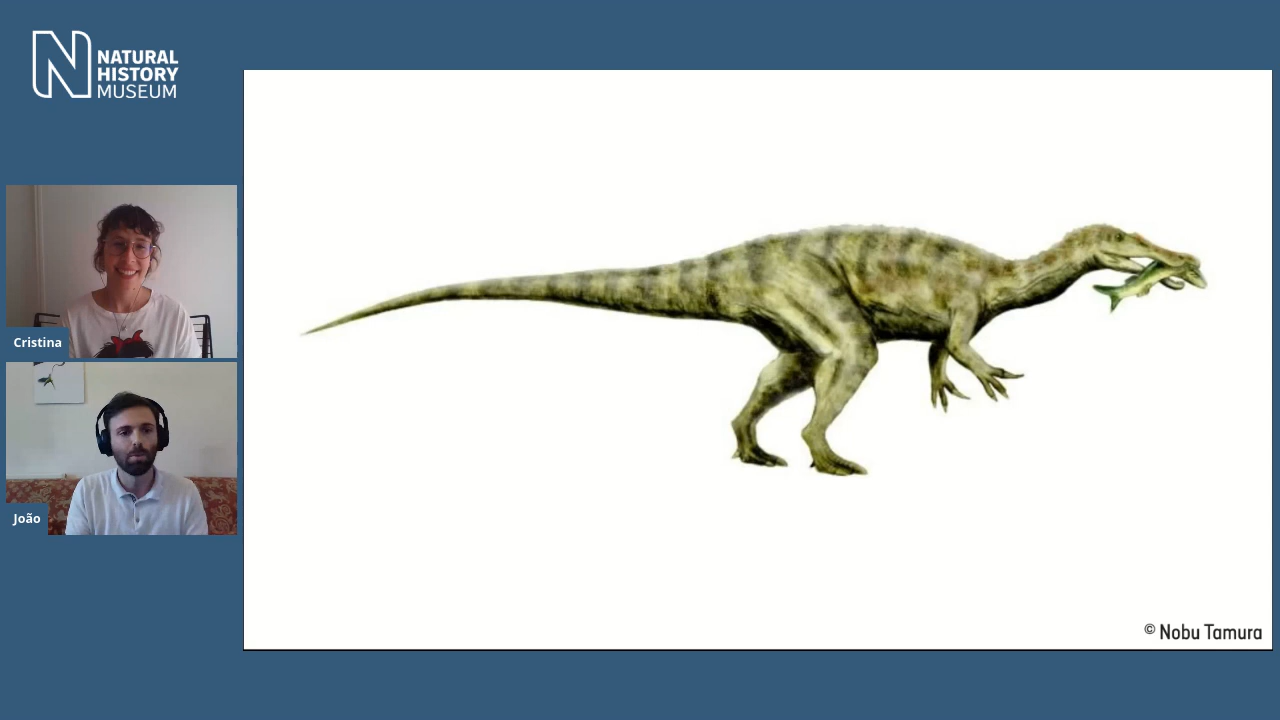 NATURAL
HISTORY
MUSEUM
Cristina
João
© Nobu Tamura